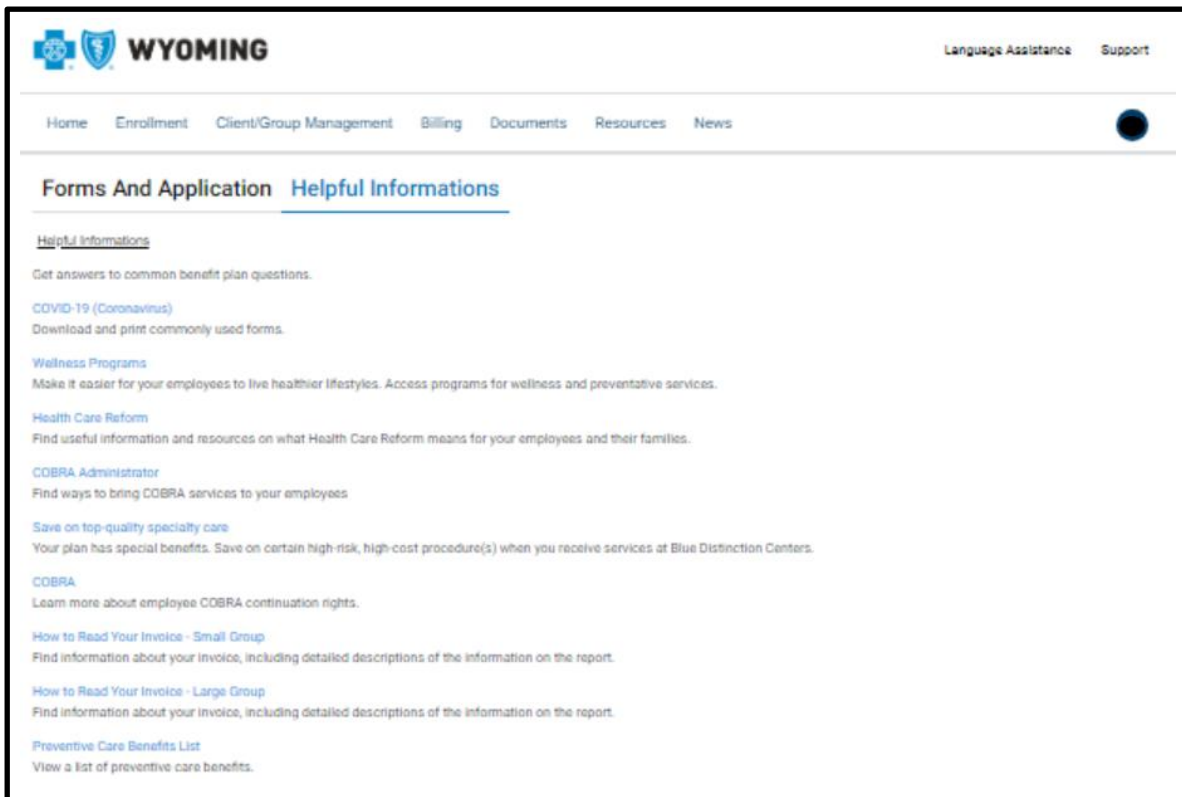 WYOMING
Language Assistance Support
Home Enrollment Client/Group Management Billing Documents Resources News
Forms And Application Helpful Informations
Helpful Informations
Get answers to common benefit plan questions.
COVID-19 (Coronavirus)
Download and print commonly used forms.
Wellness Programs
Make it easier for your employees to live healthier lifestyles. Access programs for wellness and preventative services.
Health Care Reform
Find useful information and resources on what Health Care Reform means for your employees and their families.
COBRA Administrator
Find ways to bring COBRA services to your employees
Save on top-quality specialty care
Your plan has special benefits. Save on certain high-risk, high-cost procedure(s) when you receive services at Blue Distinction Centers.
COBRA
Learn more about employee COBRA continuation rights.
How to Read Your Invoice - Small Group
Find information about your invoice, including detailed descriptions of the information on the report.
How to Read Your Invoice - Large Group
Find information about your invoice, including detailed descriptions of the information on the report.
Preventive Care Benefits List
View a list of preventive care benefits.